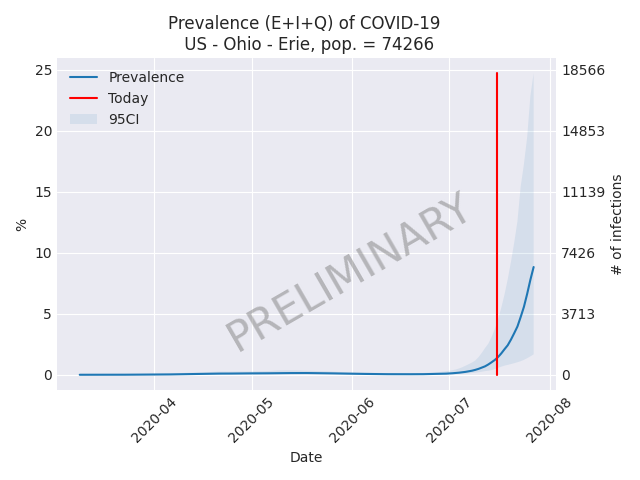 Prevalence (E+I+Q) of COVID-19
US - Ohio - Erie, pop. = 74266
Prevalence
Today
95CI
25
20
15
10
5
0
%
18566
14853
11139
7426
3713
0
# of infections
PRELIMINARY
2020-04
2020-05
2020-06
2020-07
2020-08
Date